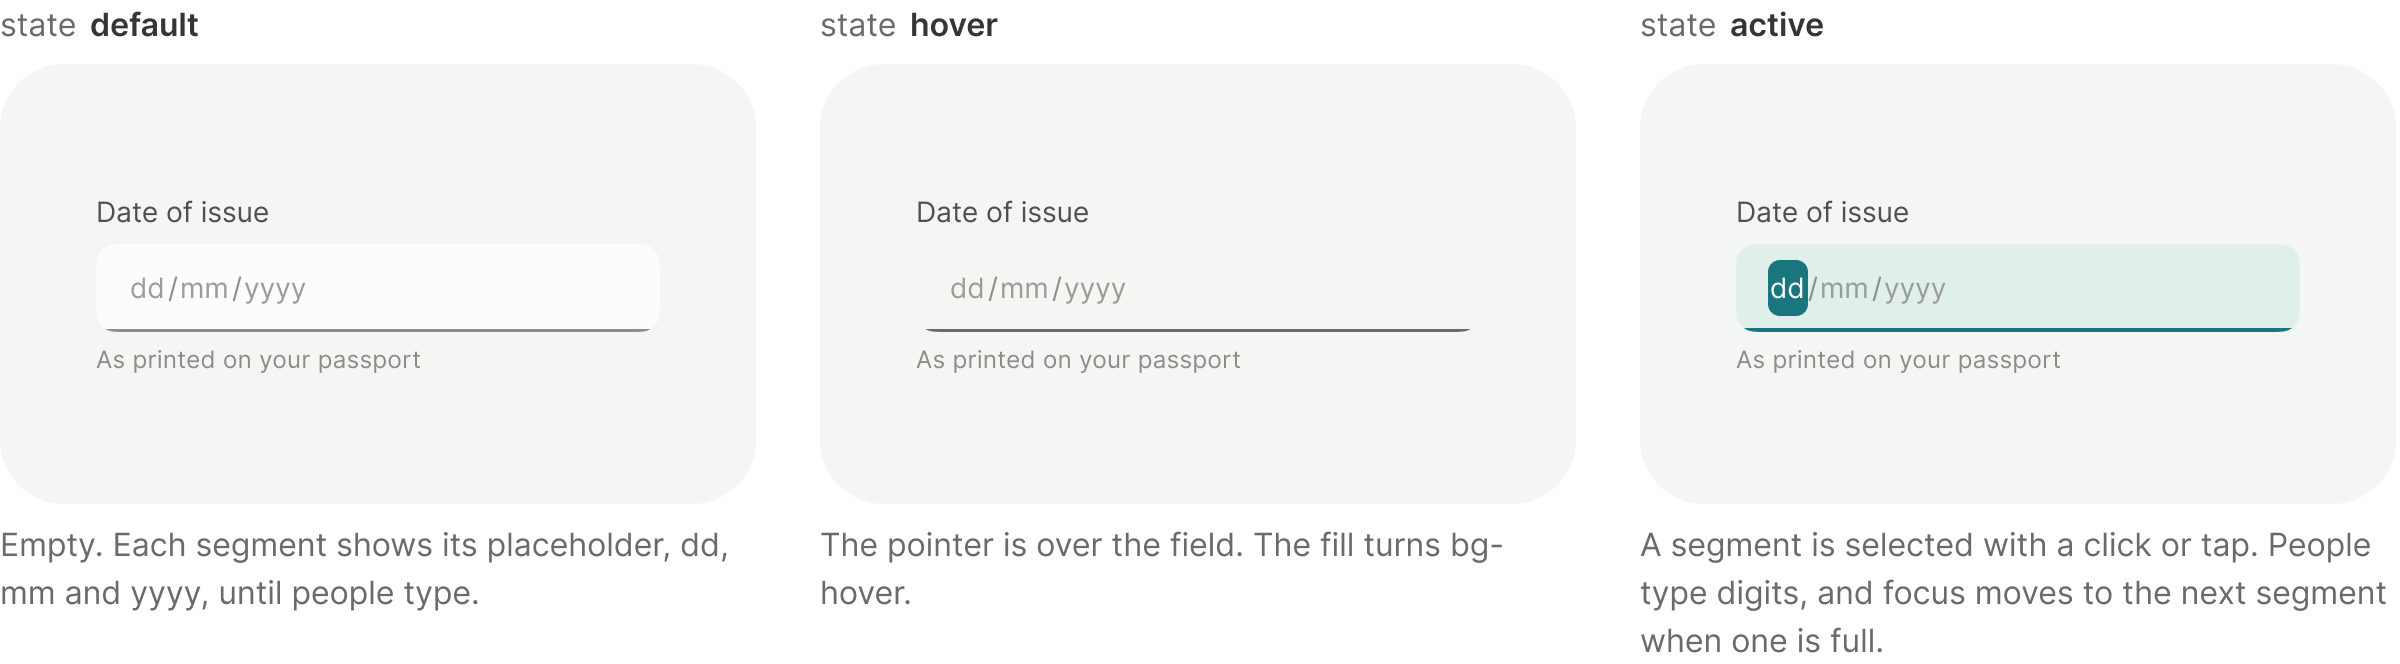 state default
Date of issue
dd/mm/yyyy
As printed on your passport
Empty. Each segment shows its placeholder, dd,
mm and yyyy, until people type.
state hover
Date of issue
dd/mm/yyyy
As printed on your passport
The pointer is over the field. The fill turns bg-
hover.
state active
Date of issue
dd/mm/yyyy
As printed on your passport
A segment is selected with a click or tap. People
type digits, and focus moves to the next segment
when one is full.